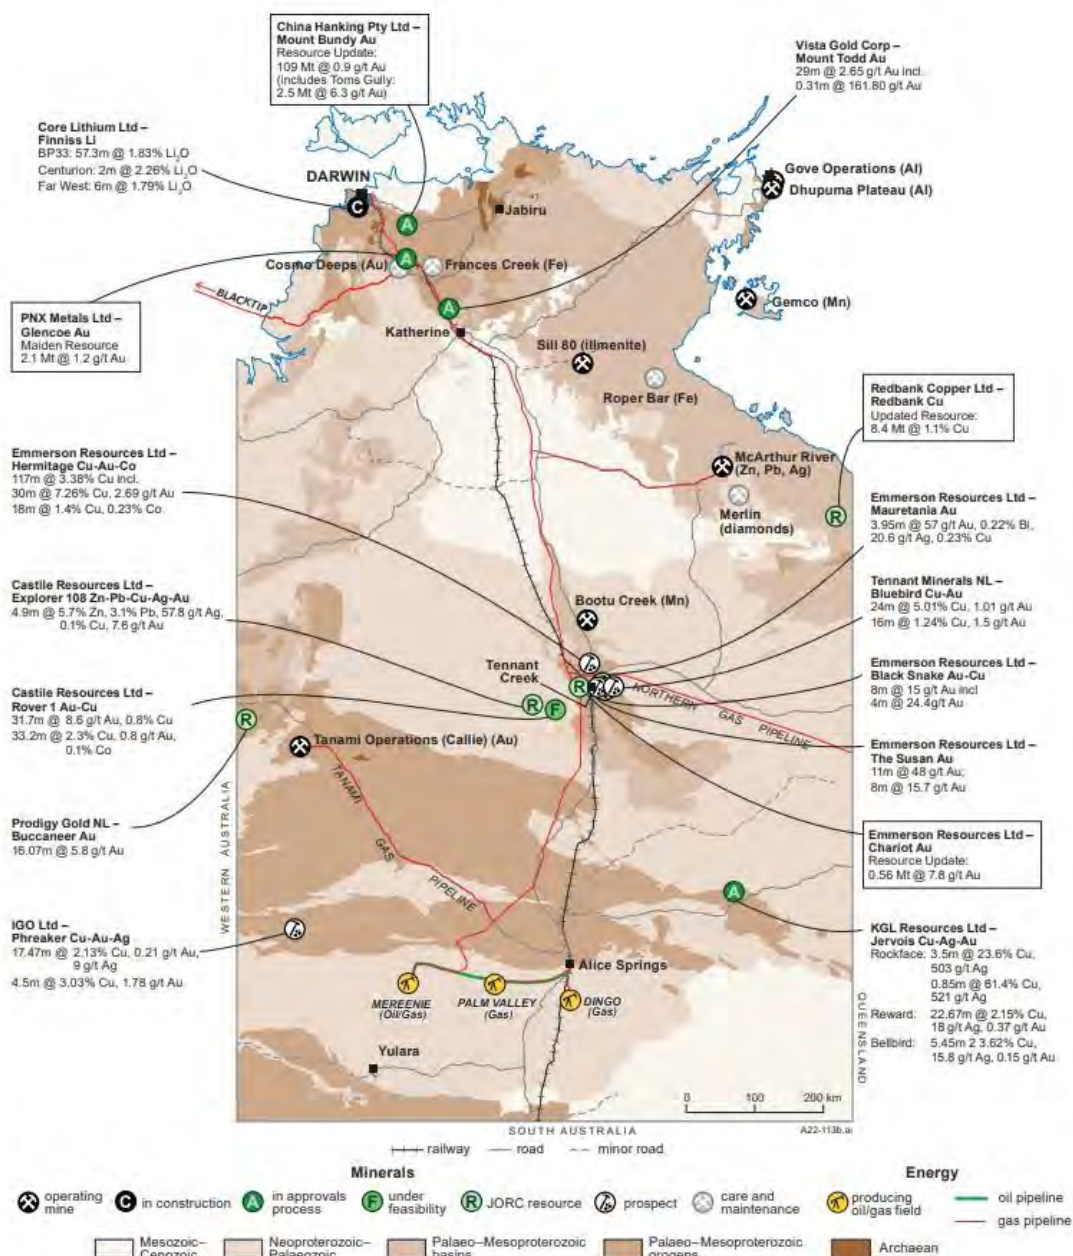 China Hanking Pty Ltd –
Mount Bundy Au
Resource Update:
109 Mt @ 0.9 g/t Au
(includes Toms Gully:
2.5 Mt @ 6.3 g/t Au)
Vista Gold Corp –
Mount Todd Au
29m @ 2.65 g/t Au incl.
0.31m @ 161.80 g/t Au
Core Lithium Ltd –
Finniss Li
BP33: 57.3m @ 1.83% Li₂O
Centurion: 2m @ 2.26% Li₂O
Far West: 6m @ 1.79% Li₂O
DARWIN
C
A
Jabiru
Gove Operations (Al)
Dhupuma Plateau (Al)
A
Cosmo Deeps (Au)
Frances Creek (Fe)
BLACKTIP
A
Gemco (Mn)
PNX Metals Ltd –
Glencoe Au
Maiden Resource
2.1 Mt @ 1.2 g/t Au
Katherine
Sill 80 (illmenite)
Roper Bar (Fe)
Redbank Copper Ltd –
Redbank Cu
Updated Resource:
8.4 Mt @ 1.1% Cu
Emmerson Resources Ltd –
Hermitage Cu-Au-Co
117m @ 3.38% Cu incl.
30m @ 7.26% Cu, 2.69 g/t Au
18m @ 1.4% Cu, 0.23% Co
McArthur River
(Zn, Pb, Ag)
Merlin
(diamonds)
R
Emmerson Resources Ltd –
Mauretania Au
3.95m @ 57 g/t Au, 0.22% Bi,
20.6 g/t Ag, 0.23% Cu
Castile Resources Ltd –
Explorer 108 Zn-Pb-Cu-Ag-Au
4.9m @ 5.7% Zn, 3.1% Pb, 57.8 g/t Ag,
0.1% Cu, 7.6 g/t Au
Bootu Creek (Mn)
Tennant Minerals NL –
Bluebird Cu-Au
24m @ 5.01% Cu, 1.01 g/t Au
16m @ 1.24% Cu, 1.5 g/t Au
Tennant
Creek
R
R
F
NORTHERN GAS PIPELINE
Emmerson Resources Ltd –
Black Snake Au-Cu
8m @ 15 g/t Au incl
4m @ 24.4g/t Au
Castile Resources Ltd –
Rover 1 Au-Cu
31.7m @ 8.6 g/t Au, 0.8% Cu
33.2m @ 2.3% Cu, 0.8 g/t Au,
0.1% Co
R
Tanami Operations (Callie) (Au)
TANAMI GAS PIPELINE
Emmerson Resources Ltd –
The Susan Au
11m @ 48 g/t Au;
8m @ 15.7 g/t Au
Prodigy Gold NL –
Buccaneer Au
16.07m @ 5.8 g/t Au
WESTERN AUSTRALIA
Emmerson Resources Ltd –
Chariot Au
Resource Update:
0.56 Mt @ 7.8 g/t Au
A
IGO Ltd –
Phreaker Cu-Au-Ag
17.47m @ 2.13% Cu, 0.21 g/t Au,
9 g/t Ag
4.5m @ 3.03% Cu, 1.78 g/t Au
KGL Resources Ltd –
Jervois Cu-Ag-Au
Rockface: 3.5m @ 23.6% Cu,
503 g/t Ag
0.85m @ 61.4% Cu,
521 g/t Ag
Reward: 22.67m @ 2.15% Cu,
18 g/t Ag, 0.37 g/t Au
Bellbird: 5.45m 2 3.62% Cu,
15.8 g/t Ag, 0.15 g/t Au
Alice Springs
MEREENIE
(Oil/Gas)
PALM VALLEY
(Gas)
DINGO
(Gas)
QUEENSLAND
Yulara
0 100 200 km
SOUTH AUSTRALIA
A22-113b.ai
railway road minor road
Minerals
Energy
operating
mine
C in construction
A in approvals
process
F under
feasibility
R JORC resource
prospect
care and
maintenance
producing
oil/gas field
oil pipeline
gas pipeline
Mesozoic–
Cenozoic
Neoproterozoic–
Palaeozoic
Palaeo–Mesoproterozoic
basins
Palaeo–Mesoproterozoic
orogens
Archaean